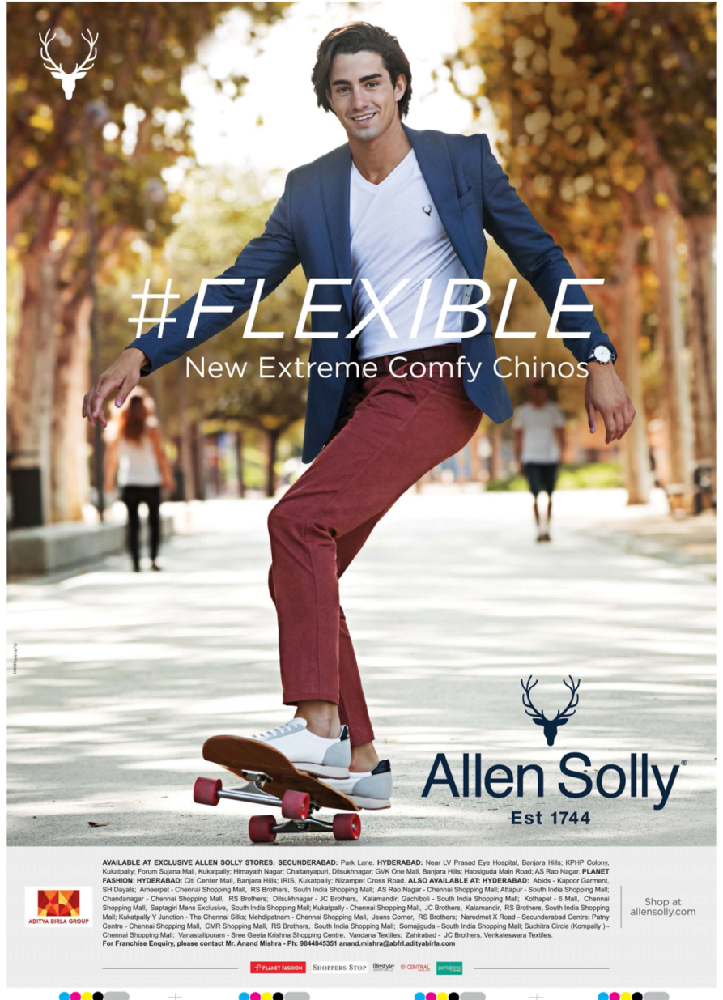 #FLEXIBLE
New Extreme Comfy Chinos
Allen Solly®
Est 1744
AVAILABLE AT EXCLUSIVE ALLEN SOLLY STORES: SECUNDERABAD: Park Lane. HYDERABAD: Near LV Prasad Eye Hospital, Banjara Hills; KPHP Colony,
Kukatpally; Forum Sujana Mall, Kukatpally; Himayath Nagar; Chaitanyapuri, Dilsukhnagar; GVK One Mall, Banjara Hills; Habsiguda Main Road; AS Rao Nagar. PLANET
FASHION: HYDERABAD: Citi Center Mall, Banjara Hills; IRIS, Kukatpally; Nizampet Cross Road. ALSO AVAILABLE AT: HYDERABAD: Abids - Kapoor Garment,
SH Dayals; Ameerpet - Chennai Shopping Mall, RS Brothers, South India Shopping Mall; AS Rao Nagar - Chennai Shopping Mall; Attapur - South India Shopping Mall;
Chandanagar - Chennai Shopping Mall, RS Brothers; Dilsukhnagar - JC Brothers, Kalamandir; Gachiboli - South India Shopping Mall; Kothapet - 6 Mall, Chennai
Shopping Mall, Saptagiri Mens Exclusive, South India Shopping Mall; Kukatpally - Chennai Shopping Mall, JC Brothers, Kalamandir, RS Brothers, South India Shopping
Mall; Kukatpally Y Junction - The Chennai Silks; Mehdipatnam - Chennai Shopping Mall, Jeans Corner, RS Brothers; Naredmet X Road - Secunderabad Centre; Patny
Centre - Chennai Shopping Mall, CMR Shopping Mall, RS Brothers, South India Shopping Mall; Somajiguda - South India Shopping Mall; Suchitra Circle (Kompally ) -
Chennai Shopping Mall; Vanastalipuram - Sree Geeta Krishna Shopping Centre, Vandana Textiles; Zahirabad - JC Brothers, Venkateswara Textiles.
For Franchise Enquiry, please contact Mr. Anand Mishra - Ph: 9844845351 anand.mishra@abfrl.adityabirla.com
ADITYA BIRLA GROUP
Shop at
allensolly.com
PLANET FASHION SHOPPERS STOP lifestyle CENTRAL pantaloons